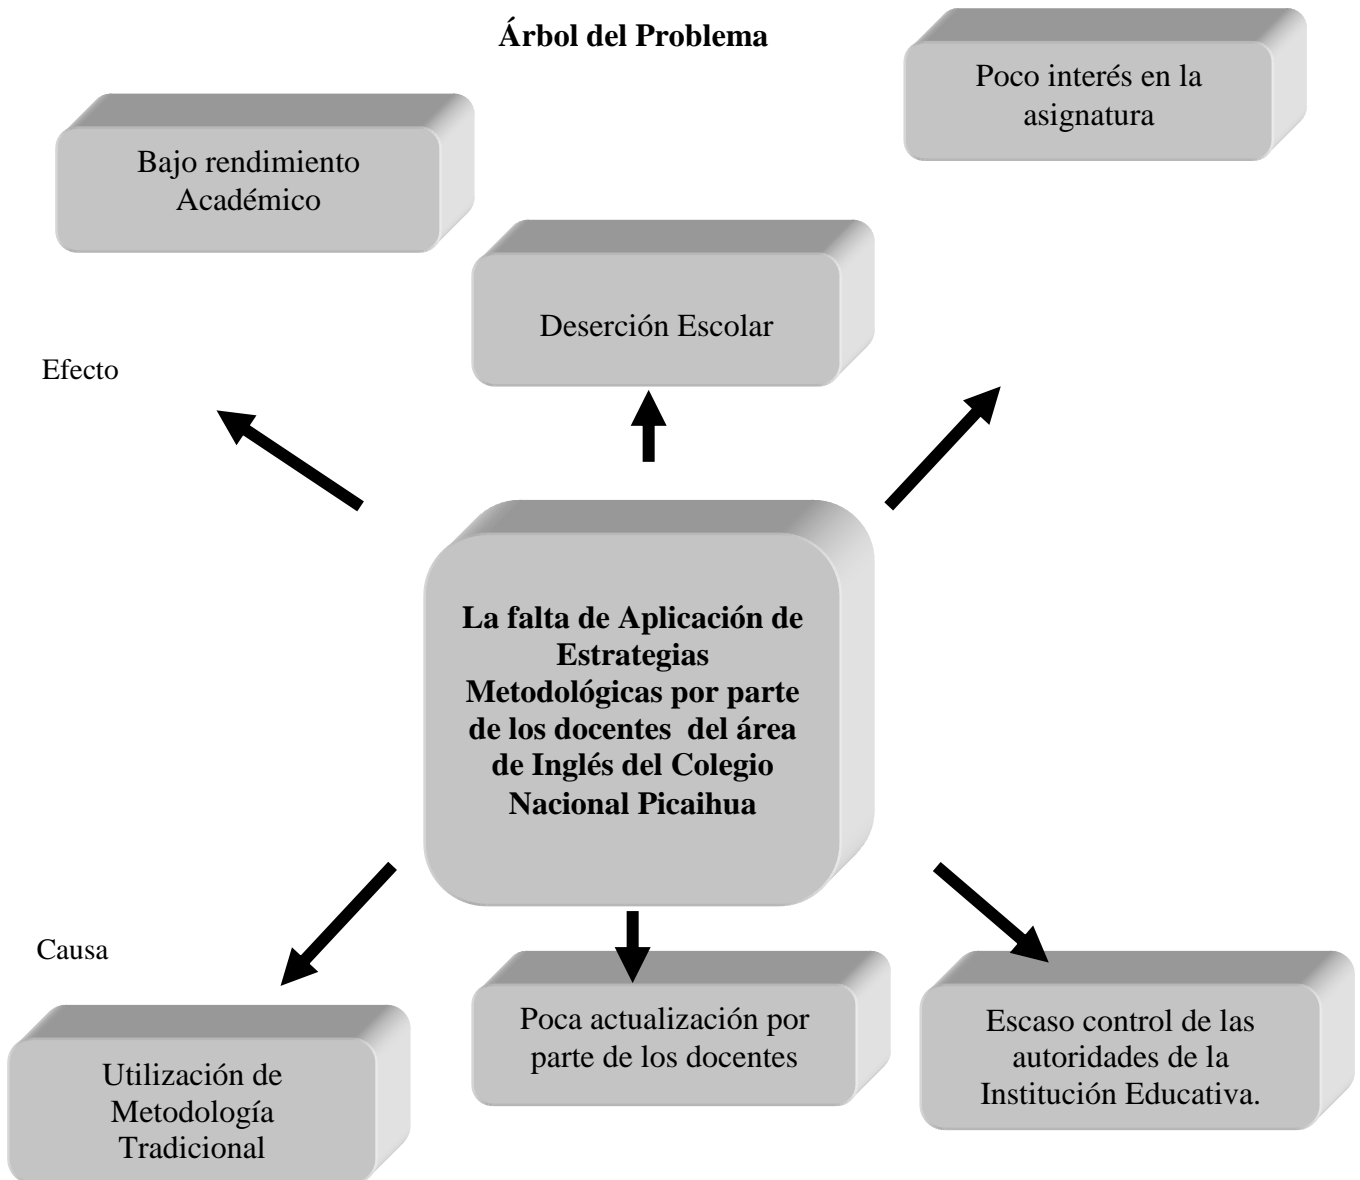 Árbol del Problema
Poco interés en la
asignatura
Bajo rendimiento
Académico
Deserción Escolar
Efecto
La falta de Aplicación de
Estrategias
Metodológicas por parte
de los docentes  del área
de Inglés del Colegio
Nacional Picaihua
Causa
Utilización de
Metodología
Tradicional
Poca actualización por
parte de los docentes
Escaso control de las
autoridades de la
Institución Educativa.